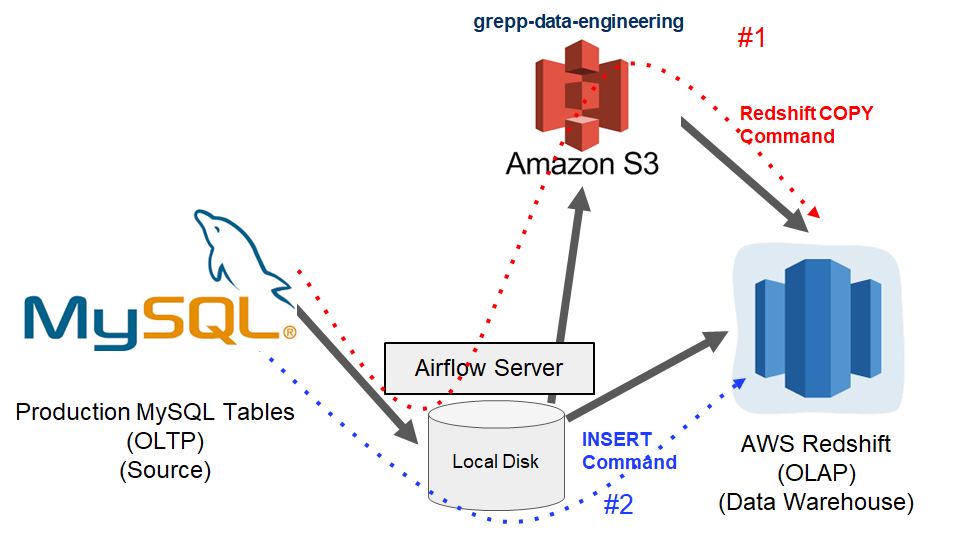 grepp-data-engineering
#1
Redshift COPY
Command
Amazon S3
MySQL®
Airflow Server
Production MySQL Tables
(OLTP)
(Source)
Local Disk
INSERT
Command
#2
AWS Redshift
(OLAP)
(Data Warehouse)